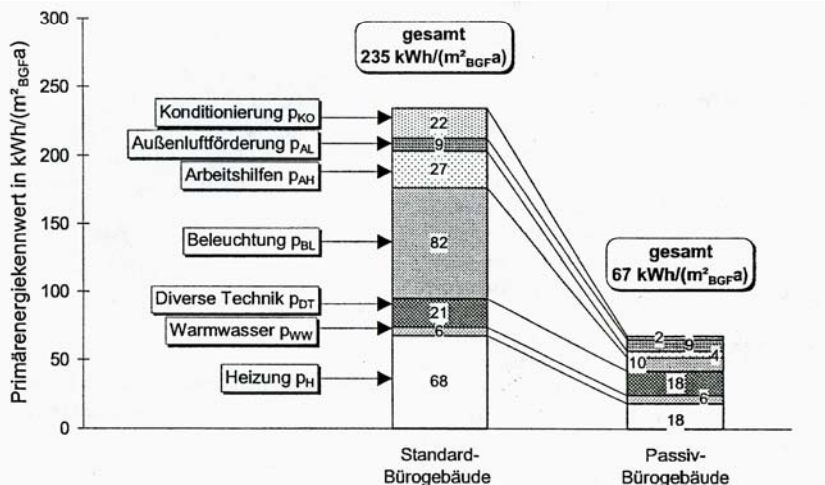 Primärenergiekennwert in kWh/(m²BGFa)
300
250
200
150
100
50
0
gesamt
235 kWh/(m²BGFa)
Konditionierung pKO
Außenluftförderung pAL
Arbeitshilfen pAH
Beleuchtung pBL
Diverse Technik pDT
Warmwasser pWW
Heizung pH
22
9
27
82
21
6
68
gesamt
67 kWh/(m²BGFa)
2
9
4
10
18
6
18
Standard-
Bürogebäude
Passiv-
Bürogebäude